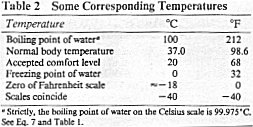 Table 2 Some Corresponding Temperatures
Temperature °C °F
Boiling point of waterᵃ 100 212
Normal body temperature 37.0 98.6
Accepted comfort level 20 68
Freezing point of water 0 32
Zero of Fahrenheit scale ≈−18 0
Scales coincide −40 −40
ᵃ Strictly, the boiling point of water on the Celsius scale is 99.975°C.
See Eq. 7 and Table 1.